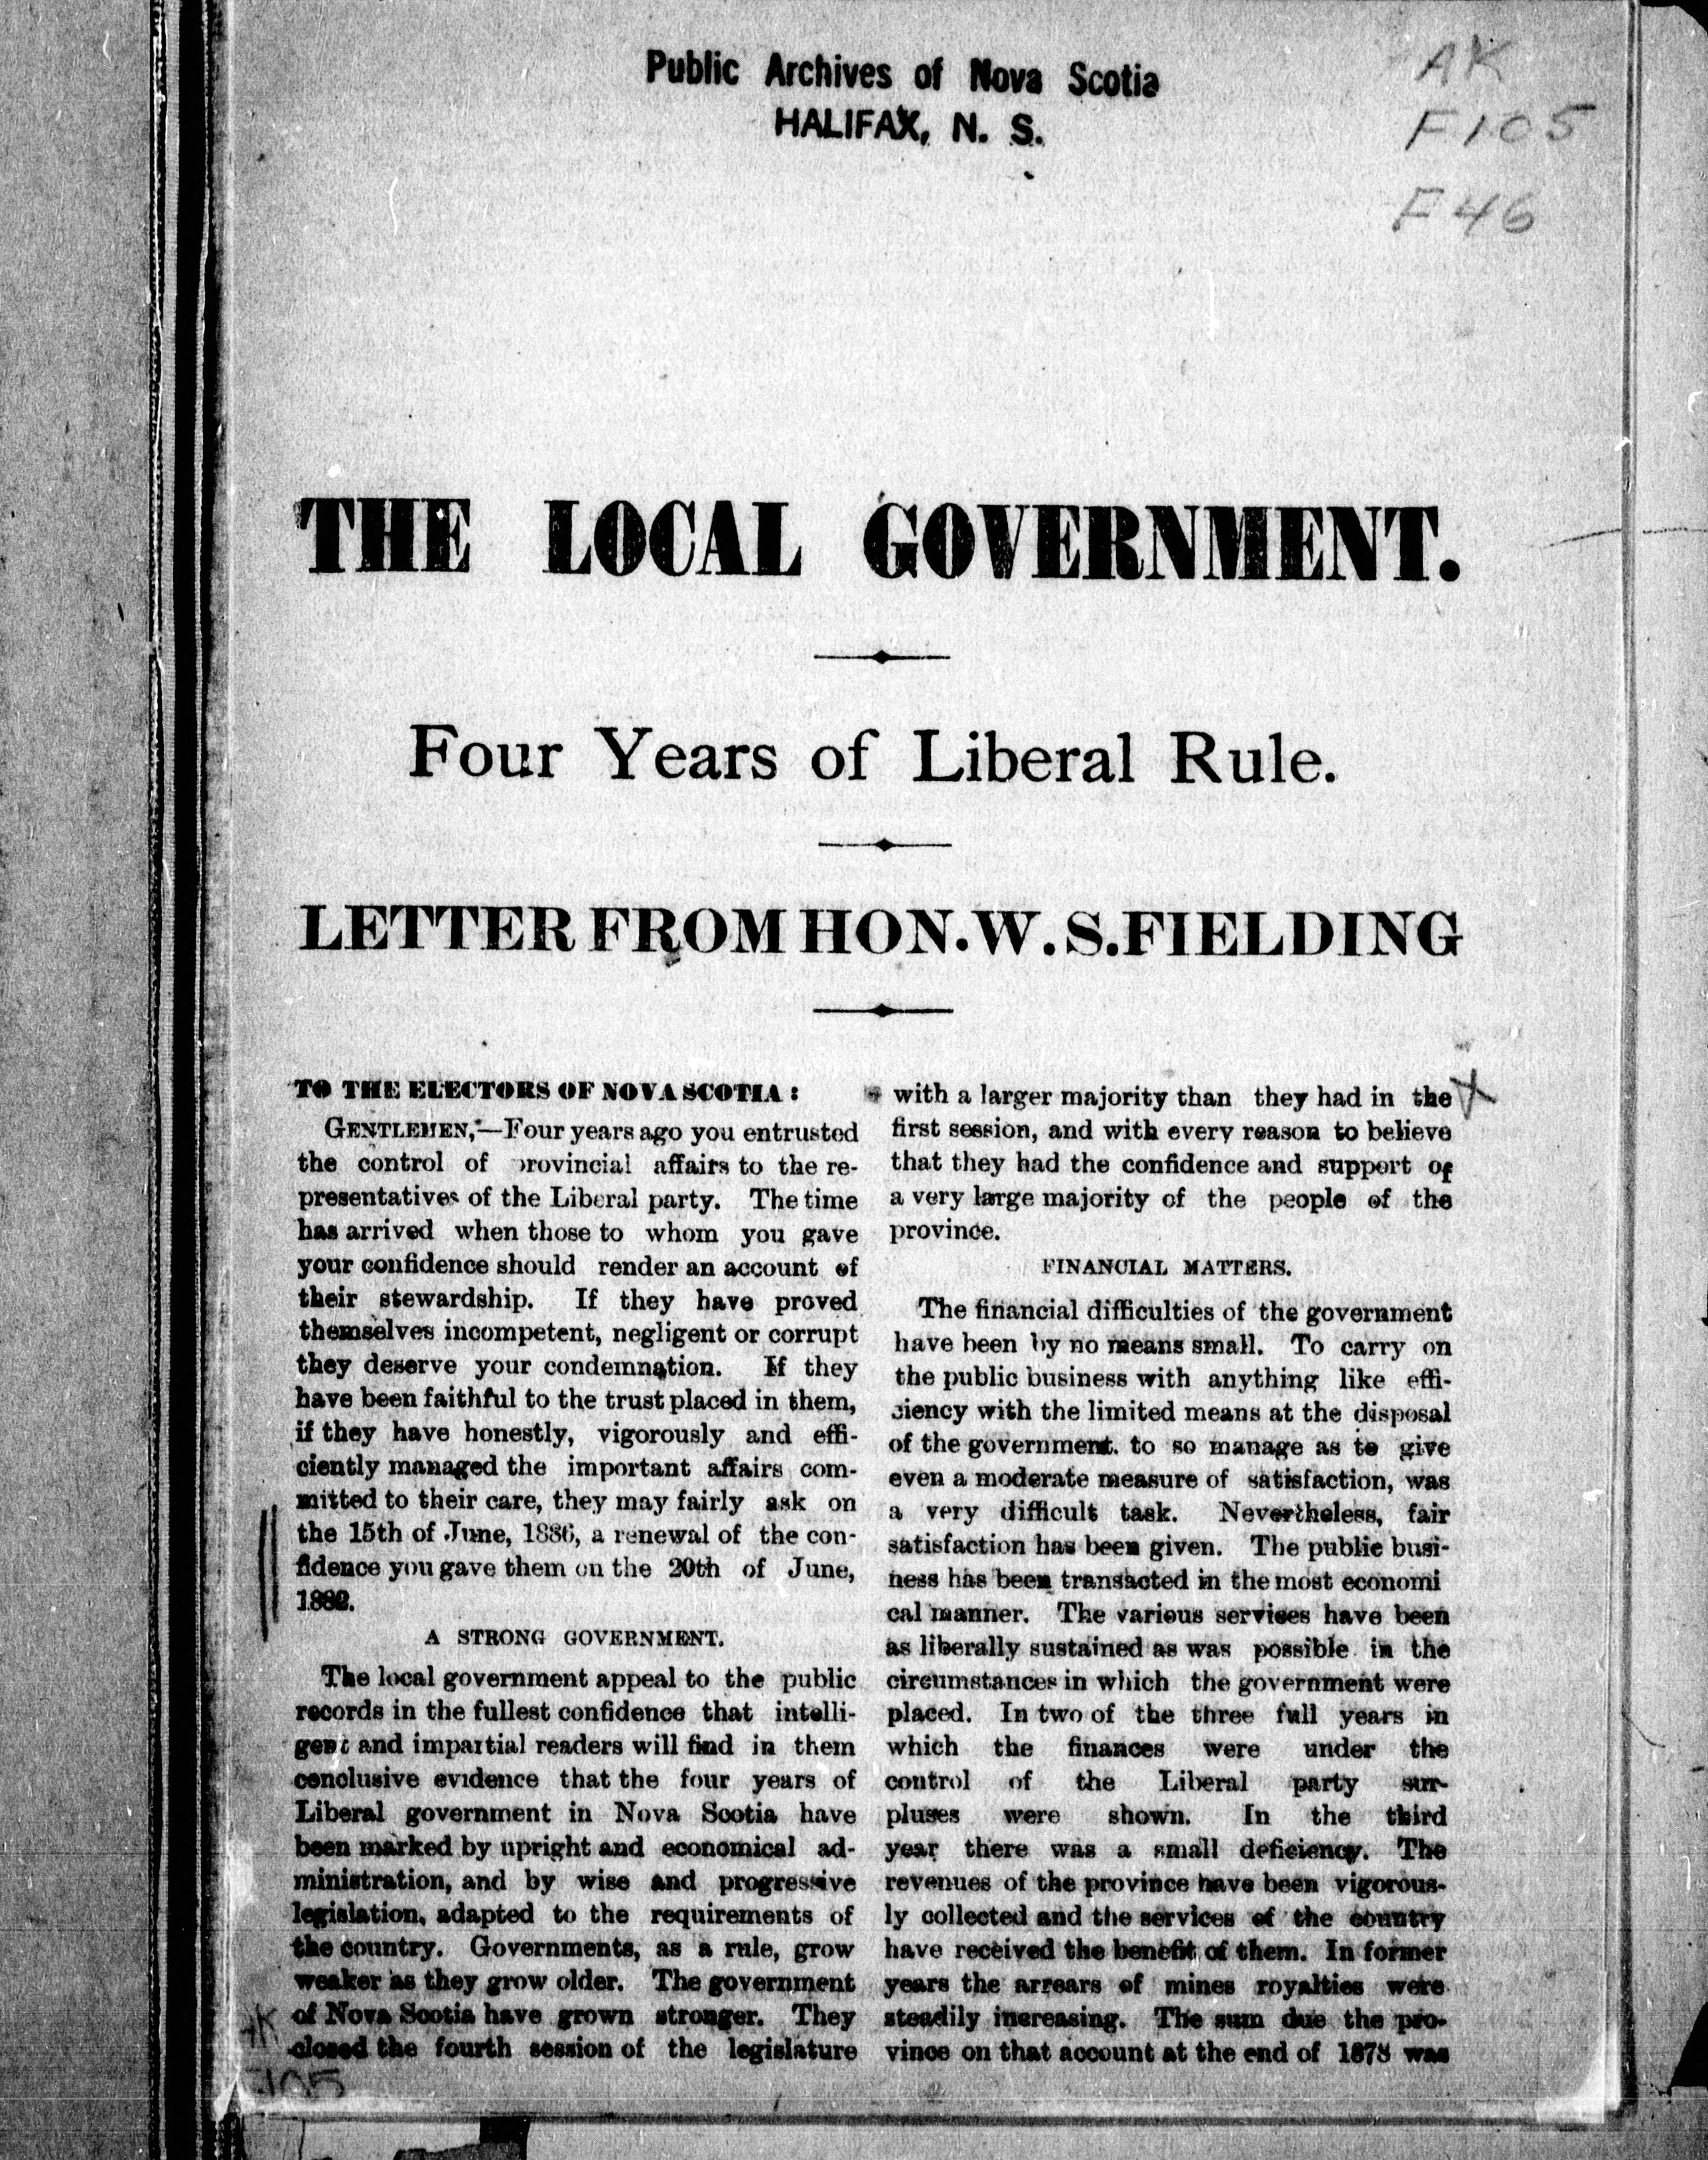 Public Archives of Nova Scotia
HALIFAX, N. S.
AK
F105
F46
THE LOCAL GOVERNMENT.
Four Years of Liberal Rule.
LETTER FROM HON. W. S. FIELDING
TO THE ELECTORS OF NOVA SCOTIA:
GENTLEMEN,—Four years ago you entrusted
the control of provincial affairs to the re-
presentatives of the Liberal party. The time
has arrived when those to whom you gave
your confidence should render an account of
their stewardship. If they have proved
themselves incompetent, negligent or corrupt
they deserve your condemnation. If they
have been faithful to the trust placed in them,
if they have honestly, vigorously and effi-
ciently managed the important affairs com-
mitted to their care, they may fairly ask on
the 15th of June, 1886, a renewal of the con-
fidence you gave them on the 20th of June,
1882.
A STRONG GOVERNMENT.
The local government appeal to the public
records in the fullest confidence that intelli-
gent and impartial readers will find in them
conclusive evidence that the four years of
Liberal government in Nova Scotia have
been marked by upright and economical ad-
ministration, and by wise and progressive
legislation, adapted to the requirements of
the country. Governments, as a rule, grow
weaker as they grow older. The government
of Nova Scotia have grown stronger. They
closed the fourth session of the legislature
with a larger majority than they had in the
first session, and with every reason to believe
that they had the confidence and support of
a very large majority of the people of the
province.
FINANCIAL MATTERS.
The financial difficulties of the government
have been by no means small. To carry on
the public business with anything like effi-
ciency with the limited means at the disposal
of the government. to so manage as to give
even a moderate measure of satisfaction, was
a very difficult task. Nevertheless, fair
satisfaction has been given. The public busi-
ness has been transacted in the most economi
cal manner. The various services have been
as liberally sustained as was possible in the
circumstances in which the government were
placed. In two of the three full years in
which the finances were under the
control of the Liberal party sur-
pluses were shown. In the third
year there was a small deficiency. The
revenues of the province have been vigorous-
ly collected and the services of the country
have received the benefit of them. In former
years the arrears of mines royalties were
steadily increasing. The sum due the pro-
vince on that account at the end of 1878 was
AK
F105